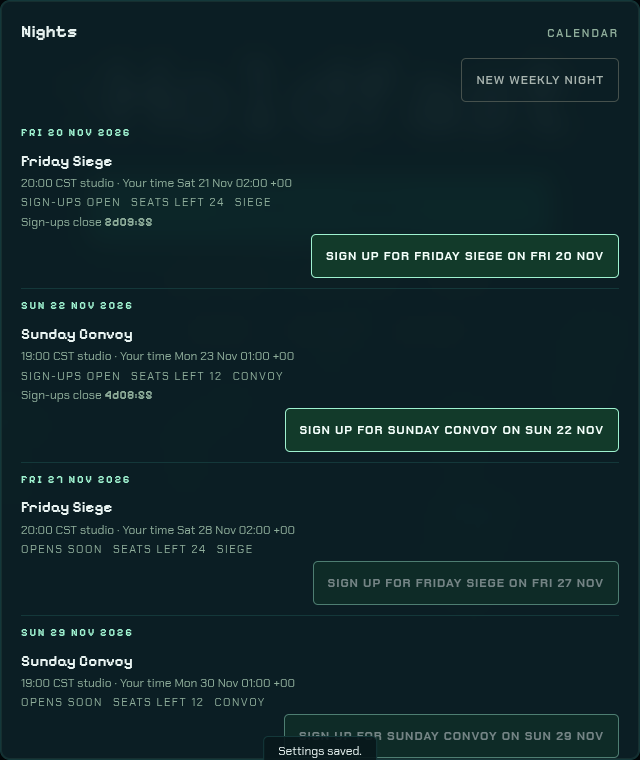 Nights
CALENDAR
NEW WEEKLY NIGHT
FRI 20 NOV 2026
Friday Siege
20:00 CST studio · Your time Sat 21 Nov 02:00 +00
SIGN-UPS OPEN SEATS LEFT 24 SIEGE
Sign-ups close
SIGN UP FOR FRIDAY SIEGE ON FRI 20 NOV
SUN 22 NOV 2026
Sunday Convoy
19:00 CST studio · Your time Mon 23 Nov 01:00 +00
SIGN-UPS OPEN SEATS LEFT 12 CONVOY
Sign-ups close
SIGN UP FOR SUNDAY CONVOY ON SUN 22 NOV
FRI 27 NOV 2026
Friday Siege
20:00 CST studio · Your time Sat 28 Nov 02:00 +00
OPENS SOON SEATS LEFT 24 SIEGE
SIGN UP FOR FRIDAY SIEGE ON FRI 27 NOV
SUN 29 NOV 2026
Sunday Convoy
19:00 CST studio · Your time Mon 30 Nov 01:00 +00
OPENS SOON SEATS LEFT 12 CONVOY
SIGN UP FOR SUNDAY CONVOY ON SUN 29 NOV
Settings saved.